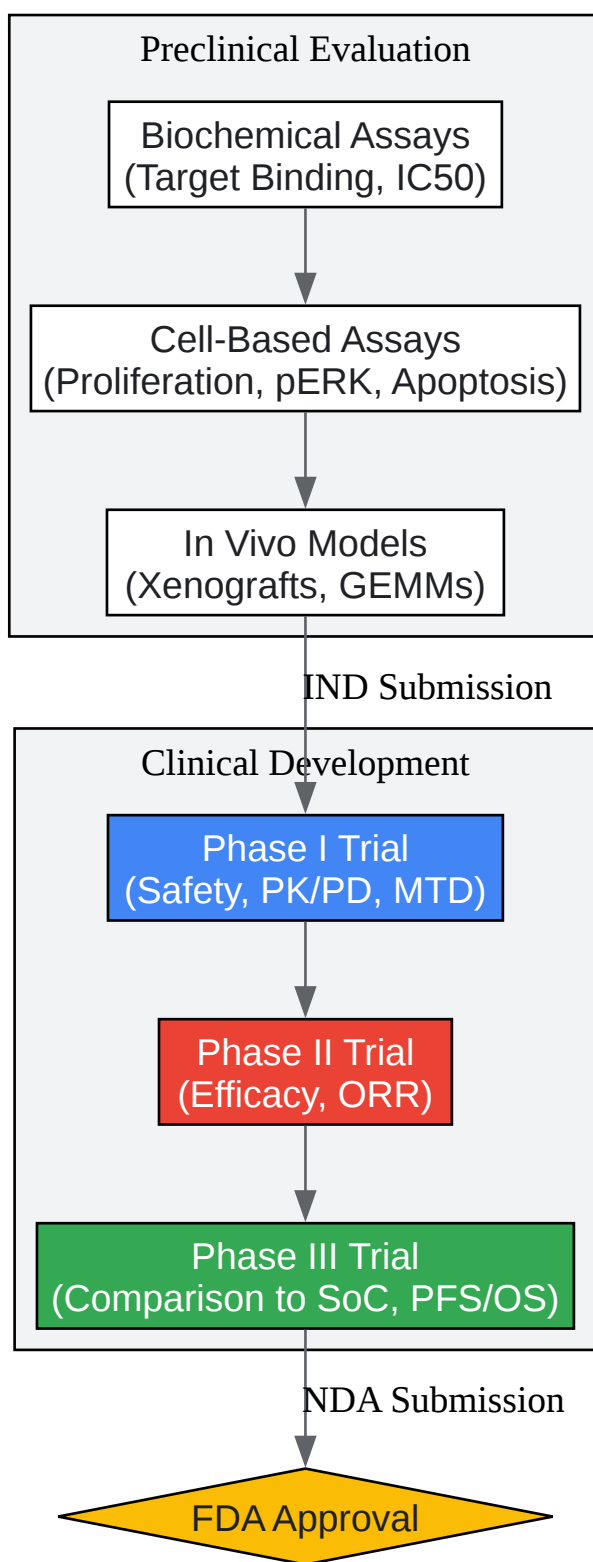 Preclinical Evaluation
Biochemical Assays
(Target Binding, IC50)
Cell-Based Assays
(Proliferation, pERK, Apoptosis)
In Vivo Models
(Xenografts, GEMMs)
IND Submission
Clinical Development
Phase I Trial
(Safety, PK/PD, MTD)
Phase II Trial
(Efficacy, ORR)
Phase III Trial
(Comparison to SoC, PFS/OS)
NDA Submission
FDA Approval